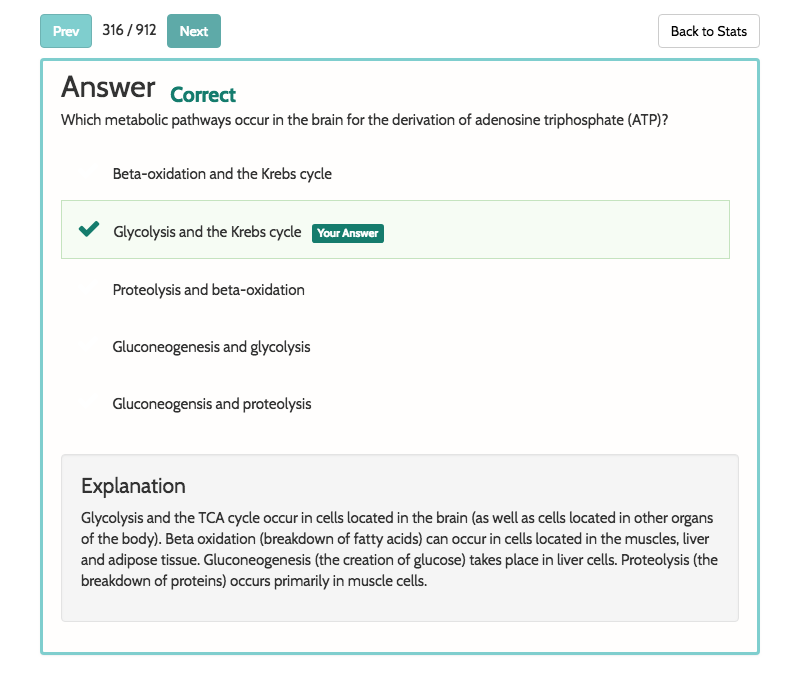 Prev 316 / 912 Next Back to Stats
Answer Correct
Which metabolic pathways occur in the brain for the derivation of adenosine triphosphate (ATP)?
Beta-oxidation and the Krebs cycle
Glycolysis and the Krebs cycle Your Answer
Proteolysis and beta-oxidation
Gluconeogenesis and glycolysis
Gluconeogensis and proteolysis
Explanation
Glycolysis and the TCA cycle occur in cells located in the brain (as well as cells located in other organs
of the body). Beta oxidation (breakdown of fatty acids) can occur in cells located in the muscles, liver
and adipose tissue. Gluconeogenesis (the creation of glucose) takes place in liver cells. Proteolysis (the
breakdown of proteins) occurs primarily in muscle cells.